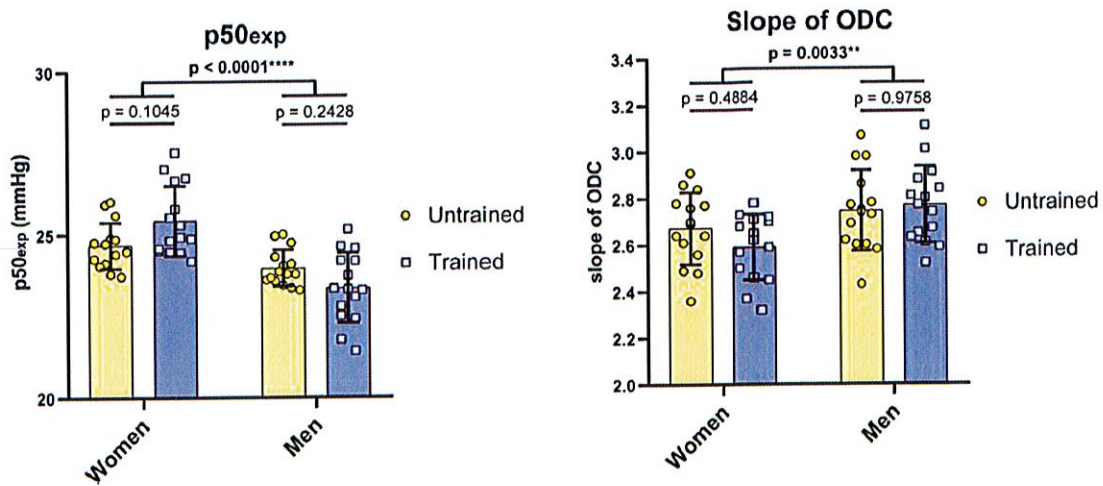 p50exp
p < 0.0001****
p = 0.1045
p = 0.2428
30
25
20
p50exp (mmHg)
Women
Men
Untrained
Trained
Slope of ODC
p = 0.0033**
p = 0.4884
p = 0.9758
3.4
3.2
3.0
2.8
2.6
2.4
2.2
2.0
slope of ODC
Women
Men
Untrained
Trained